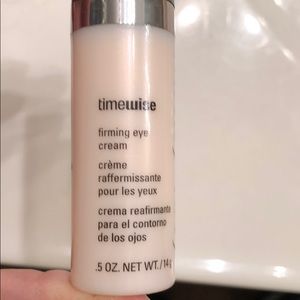 timewise
firming eye
cream
crème
raffermissante
pour les yeux
crema reafirmante
para el contorno
de los ojos
.5 OZ. NET WT./14 g